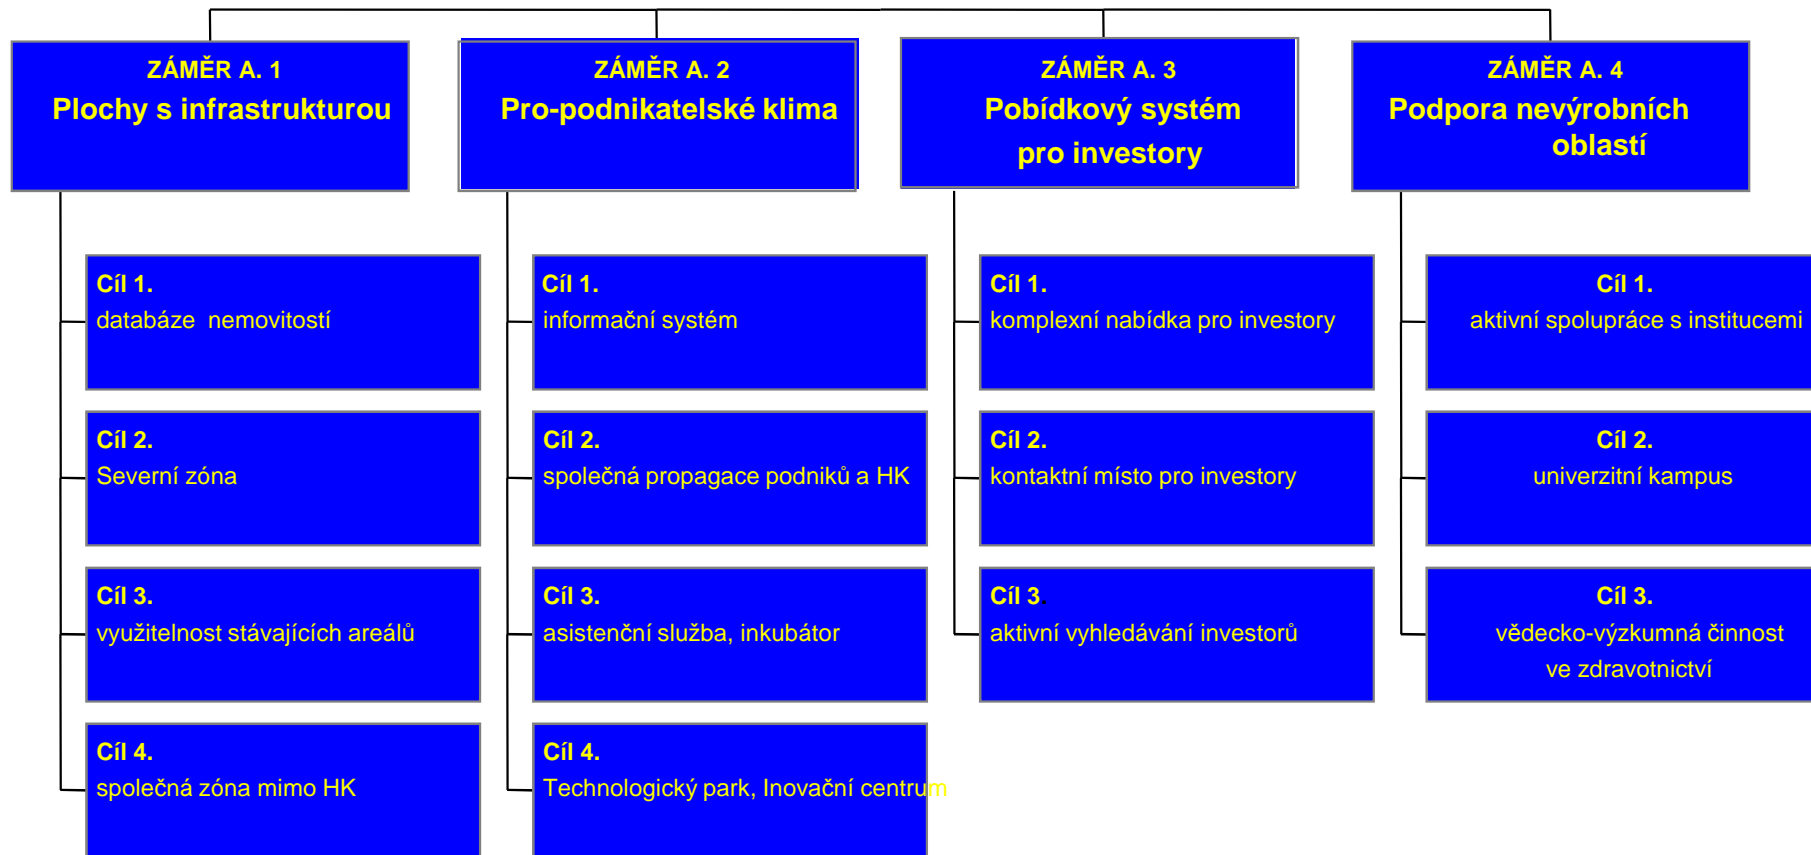 ZÁMĚR A. 1
Plochy s infrastrukturou
ZÁMĚR A. 2
Pro-podnikatelské klima
ZÁMĚR A. 3
Pobídkový systém
pro investory
ZÁMĚR A. 4
Podpora nevýrobních
oblastí
Cíl 1.
databáze nemovitostí
Cíl 2.
Severní zóna
Cíl 3.
využitelnost stávajících areálů
Cíl 4.
společná zóna mimo HK
Cíl 1.
informační systém
Cíl 2.
společná propagace podniků a HK
Cíl 3.
asistenční služba, inkubátor
Cíl 4.
Technologický park, Inovační centrum
Cíl 1.
komplexní nabídka pro investory
Cíl 2.
kontaktní místo pro investory
Cíl 3.
aktivní vyhledávání investorů
Cíl 1.
aktivní spolupráce s institucemi
Cíl 2.
univerzitní kampus
Cíl 3.
vědecko-výzkumná činnost
ve zdravotnictví